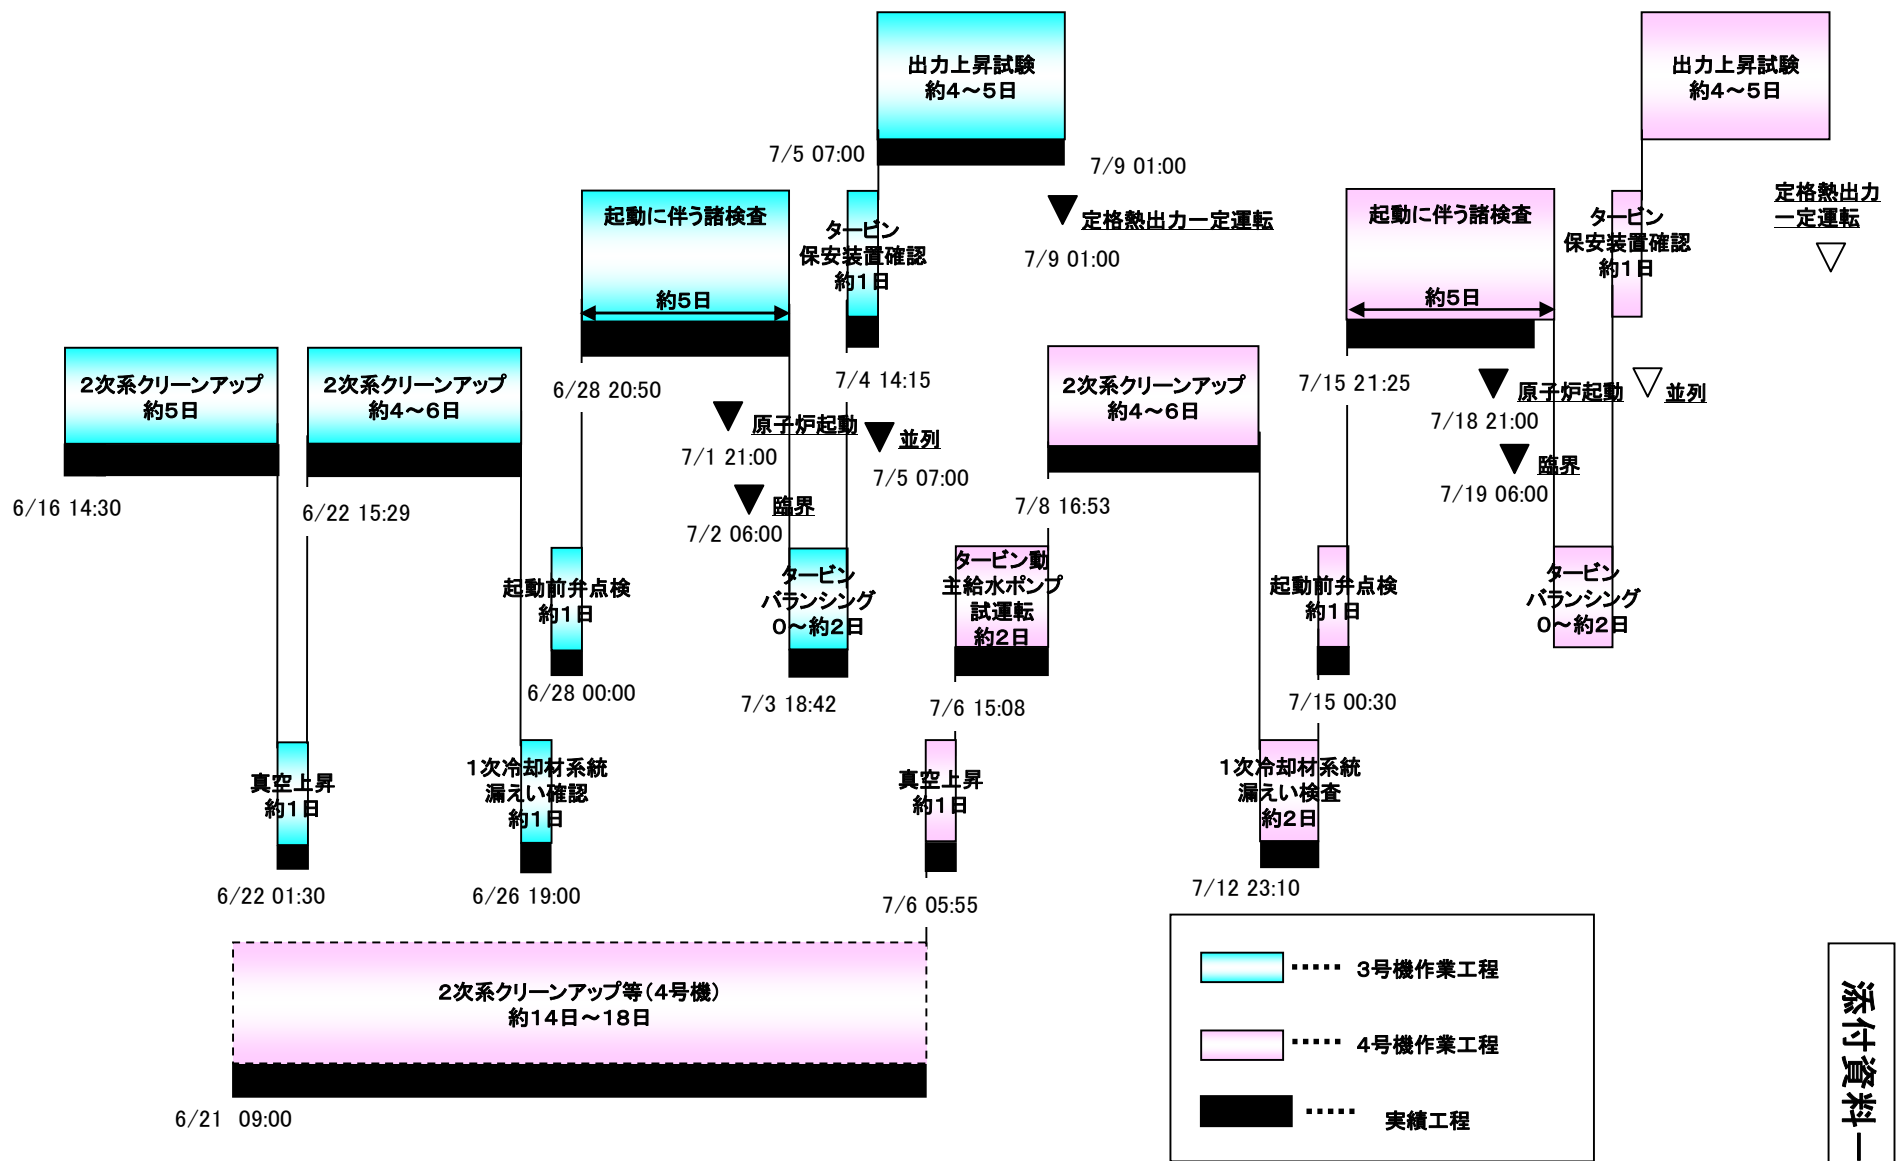 出力上昇試験
約4～5日
7/5 07:00
7/9 01:00
定格熱出力一定運転
7/9 01:00
出力上昇試験
約4～5日
定格熱出力
一定運転
起動に伴う諸検査
約5日
6/28 20:50
タービン
保安装置確認
約1日
7/4 14:15
起動に伴う諸検査
約5日
7/15 21:25
タービン
保安装置確認
約1日
2次系クリーンアップ
約5日
6/16 14:30
2次系クリーンアップ
約4～6日
6/22 15:29
原子炉起動
7/1 21:00
臨界
7/2 06:00
並列
7/5 07:00
2次系クリーンアップ
約4～6日
7/8 16:53
原子炉起動
7/18 21:00
臨界
7/19 06:00
並列
起動前弁点検
約1日
6/28 00:00
タービン
バランシング
0～約2日
7/3 18:42
タービン動
主給水ポンプ
試運転
約2日
7/6 15:08
起動前弁点検
約1日
7/15 00:30
タービン
バランシング
0～約2日
真空上昇
約1日
6/22 01:30
1次冷却材系統
漏えい確認
約1日
6/26 19:00
真空上昇
約1日
7/6 05:55
1次冷却材系統
漏えい検査
約2日
7/12 23:10
2次系クリーンアップ等(4号機)
約14日～18日
6/21 09:00
····· 3号機作業工程
····· 4号機作業工程
····· 実績工程
添付資料－